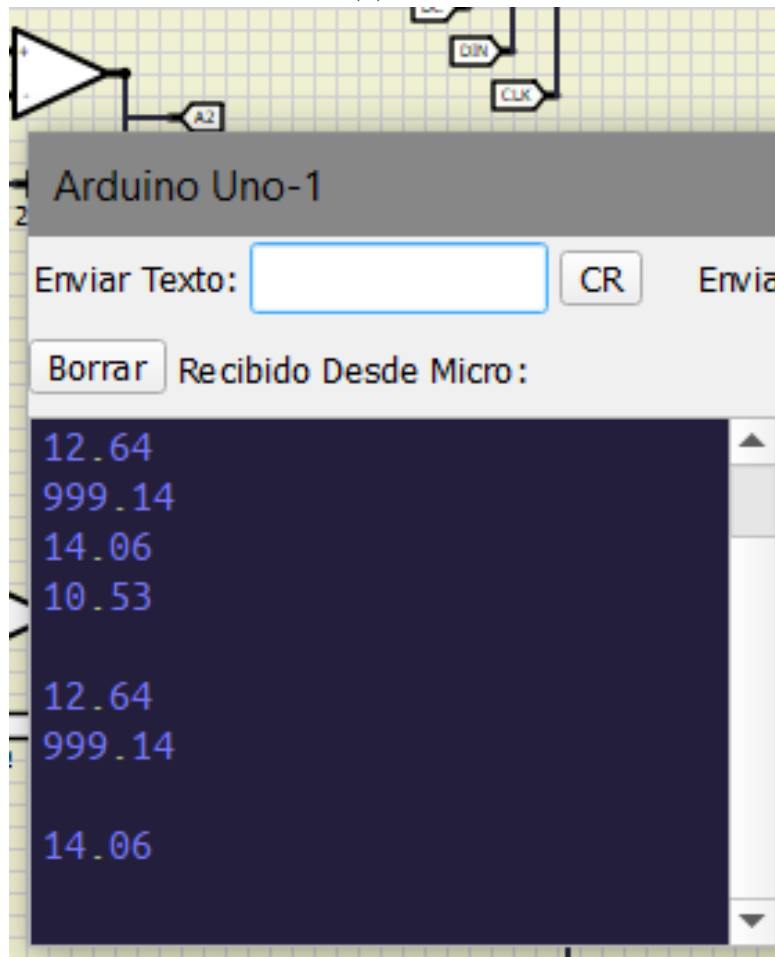 DIN
CLK
A2
Arduino Uno-1
2
Enviar Texto: CR Envia
Borrar Recibido Desde Micro:
12.64
999.14
14.06
10.53
12.64
999.14
14.06